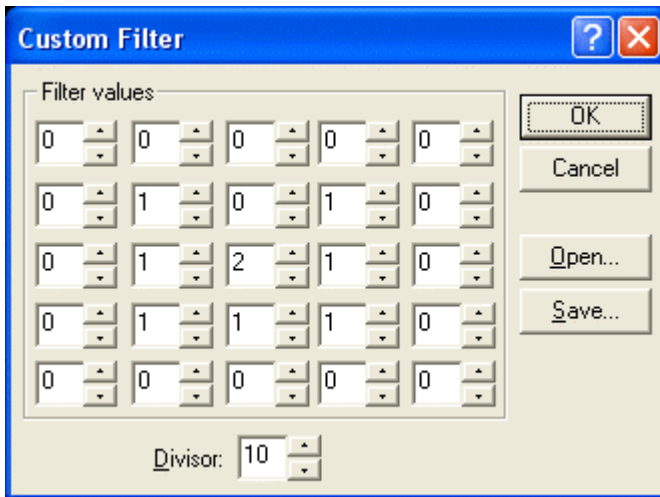 Custom Filter
Filter values
0 0 0 0 0
OK
Cancel
0 1 0 1 0
0 1 2 1 0
Open...
0 1 1 1 0
Save...
0 0 0 0 0
Divisor: 10